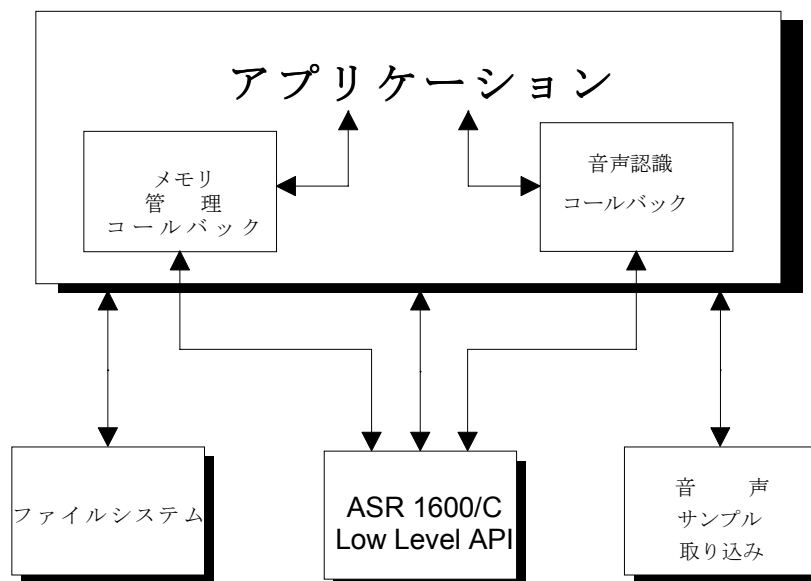 アプリケーション
メモリ
管 理
コールバック
音声認識
コールバック
ファイルシステム
ASR 1600/C
Low Level API
音 声
サンプル
取り込み